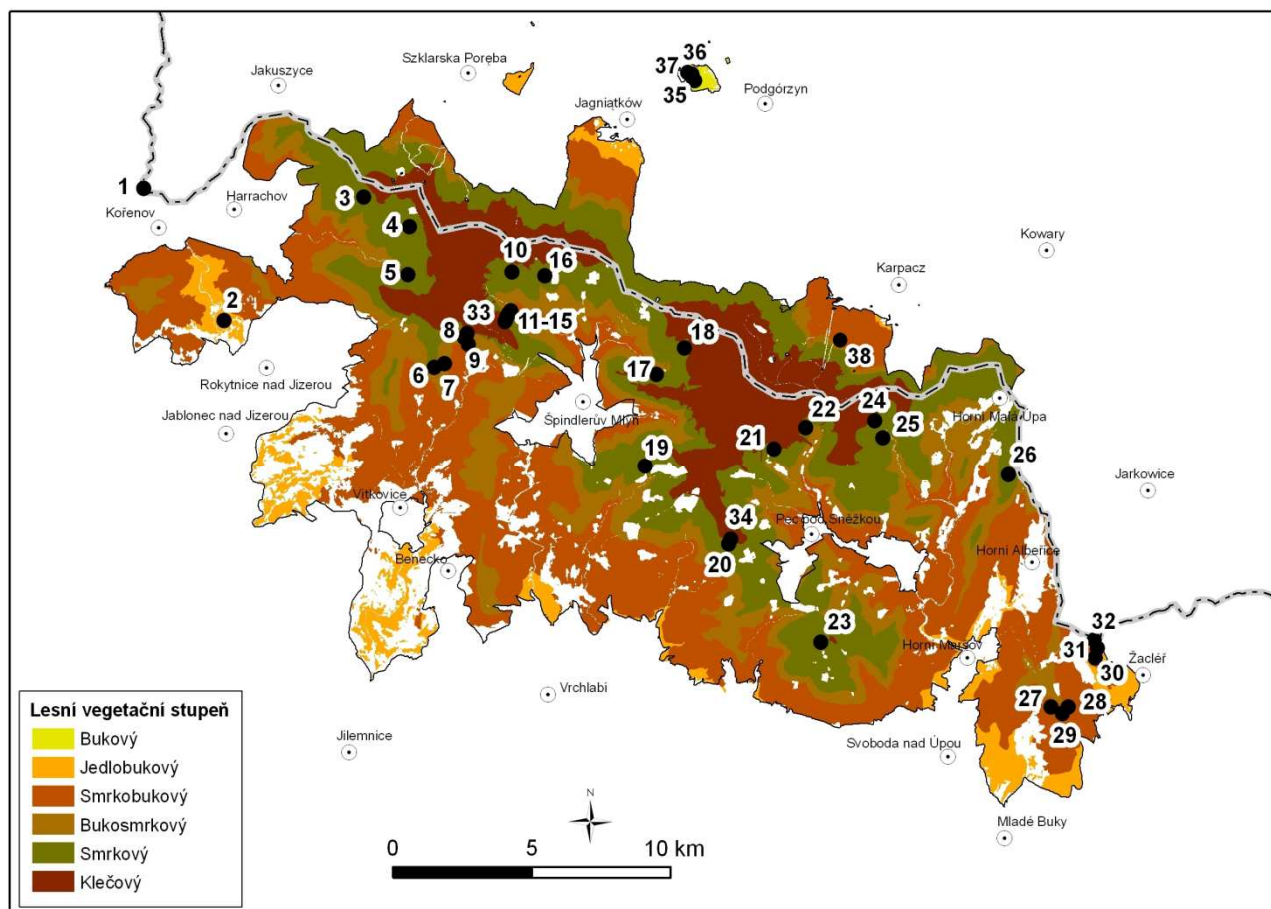 Szklarska Poręba
36
37
35
Jakuszyce
Podgórzyn
Jagniątków
1
3
Harrachov
Kořenov
4
Kowary
10
16
5
Karpacz
2
33
8
11-15
18
38
9
6
7
17
Rokytnice nad Jizerou
Špindlerův Mlýn
Horní Malá Úpa
Jablonec nad Jizerou
22
24
25
21
19
26
Jarkowice
Vítkovice
34
Pec pod Sněžkou
20
Horní Albeřice
Benecko
23
32
31
Horní Maršov
30
Žacléř
Vrchlabí
27
28
29
Lesní vegetační stupeň
Bukový
Jedlobukový
Smrkobukový
Bukosmrkový
Smrkový
Klečový
Jilemnice
Svoboda nad Úpou
N
Mladé Buky
0 5 10 km